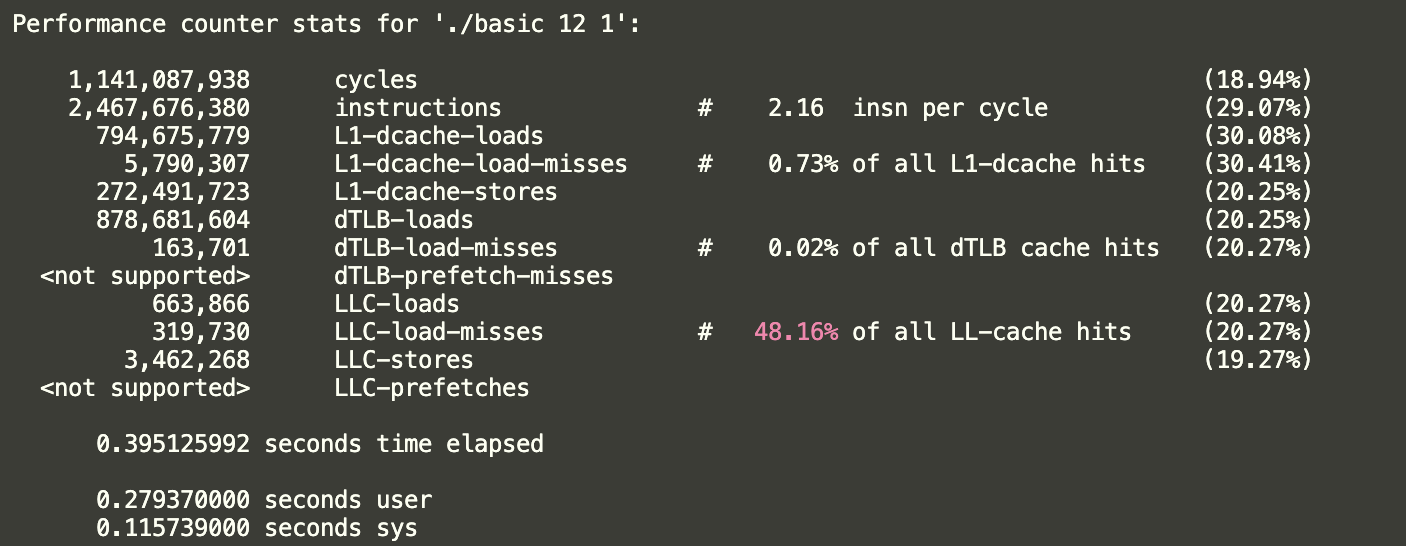 Performance counter stats for './basic 12 1':
1,141,087,938 cycles (18.94%)
2,467,676,380 instructions # 2.16 insn per cycle (29.07%)
794,675,779 L1-dcache-loads (30.08%)
5,790,307 L1-dcache-load-misses # 0.73% of all L1-dcache hits (30.41%)
272,491,723 L1-dcache-stores (20.25%)
878,681,604 dTLB-loads (20.25%)
163,701 dTLB-load-misses # 0.02% of all dTLB cache hits (20.27%)
<not supported> dTLB-prefetch-misses
663,866 LLC-loads (20.27%)
319,730 LLC-load-misses # 48.16% of all LL-cache hits (20.27%)
3,462,268 LLC-stores (19.27%)
<not supported> LLC-prefetches
0.395125992 seconds time elapsed
0.279370000 seconds user
0.115739000 seconds sys